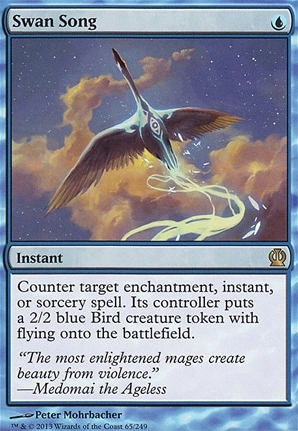 Swan Song
Instant
Counter target enchantment, instant,
or sorcery spell. Its controller puts
a 2/2 blue Bird creature token with
flying onto the battlefield.
“The most enlightened mages create
beauty from violence.”
—Medomai the Ageless
Peter Mohrbacher
™ & © 2013 Wizards of the Coast 65/249